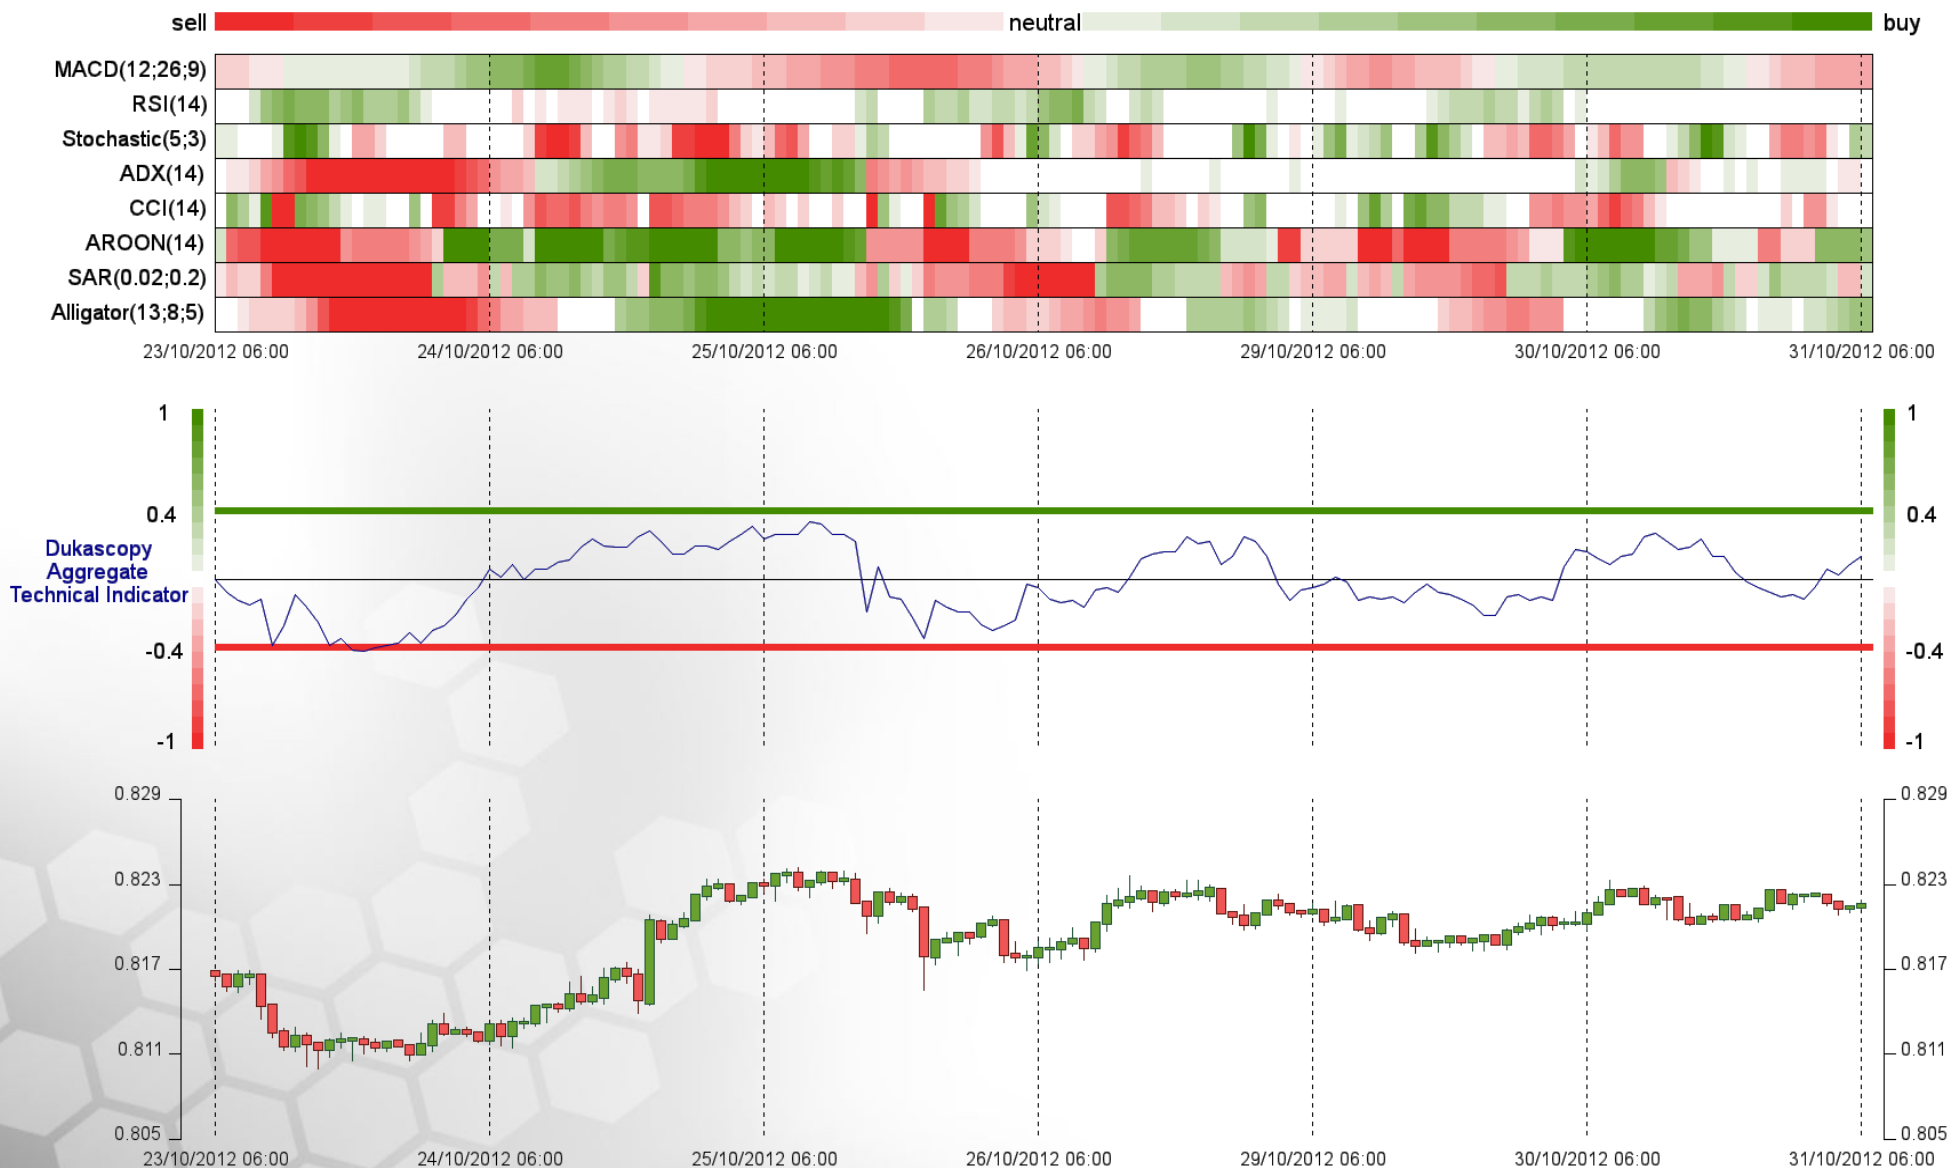 sell neutral buy
MACD(12;26;9)
RSI(14)
Stochastic(5;3)
ADX(14)
CCI(14)
AROON(14)
SAR(0.02;0.2)
Alligator(13;8;5)
23/10/2012 06:00 24/10/2012 06:00 25/10/2012 06:00 26/10/2012 06:00 29/10/2012 06:00 30/10/2012 06:00 31/10/2012 06:00
1 1
0.4 0.4
Dukascopy
Aggregate
Technical Indicator
-0.4 -0.4
-1 -1
0.829 0.829
0.823 0.823
0.817 0.817
0.811 0.811
0.805 0.805
23/10/2012 06:00 24/10/2012 06:00 25/10/2012 06:00 26/10/2012 06:00 29/10/2012 06:00 30/10/2012 06:00 31/10/2012 06:00